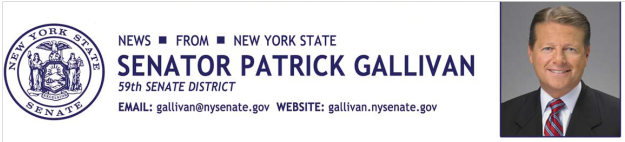 NEW YORK STATE
SENATE
NEWS ■ FROM ■ NEW YORK STATE
SENATOR PATRICK GALLIVAN
59th SENATE DISTRICT
EMAIL: gallivan@nysenate.gov WEBSITE: gallivan.nysenate.gov